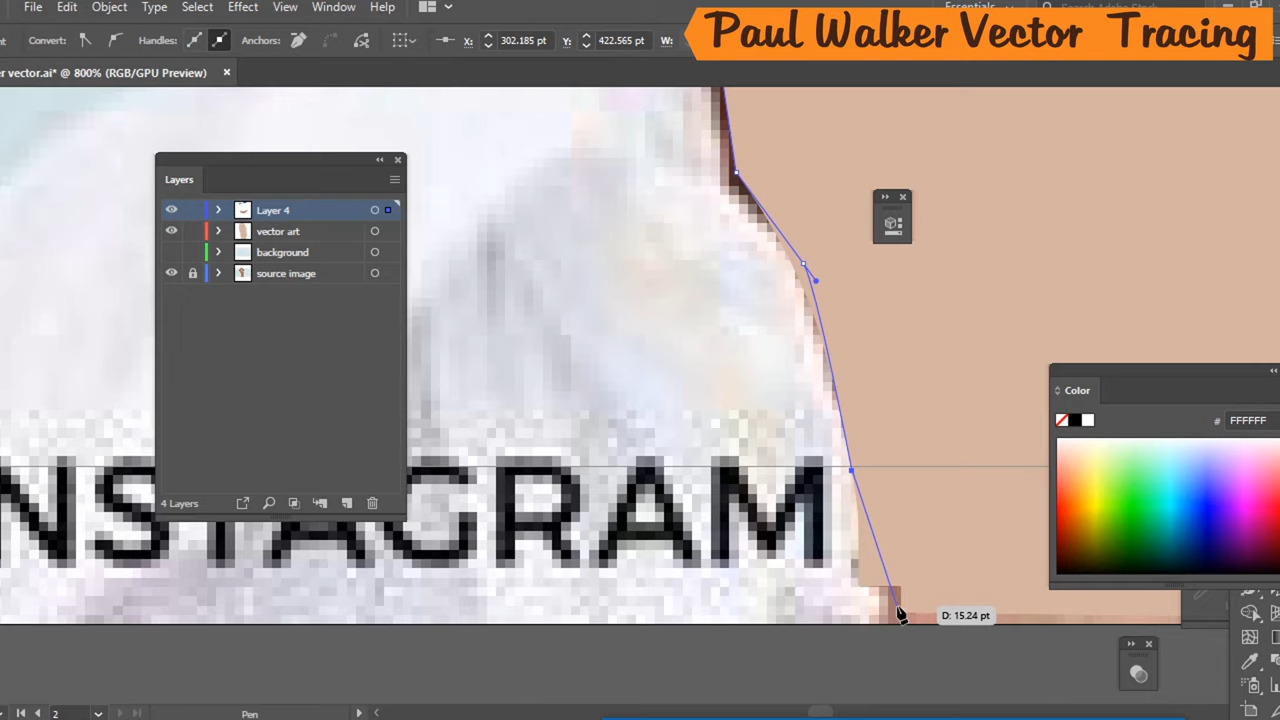 File Edit Object Type Select Effect View Window Help
Paul Walker Vector Tracing
Convert: Handles: Anchors: X: 302.185 pt Y: 422.565 pt W:
r vector.ai* @ 800% (RGB/GPU Preview) ×
Layers
Layer 4
vector art
background
source image
4 Layers
Color
# FFFFFF
NSTAGRAM
D: 15.24 pt
2 Pen